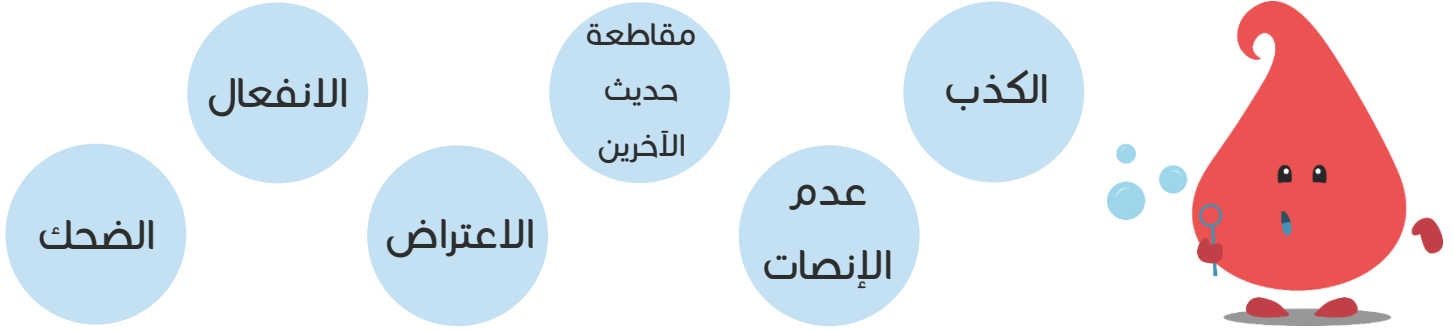 الكذب
عدم
الإنصات
مقاطعة
حديث
الآخرين
الاعتراض
الانفعال
الضحك